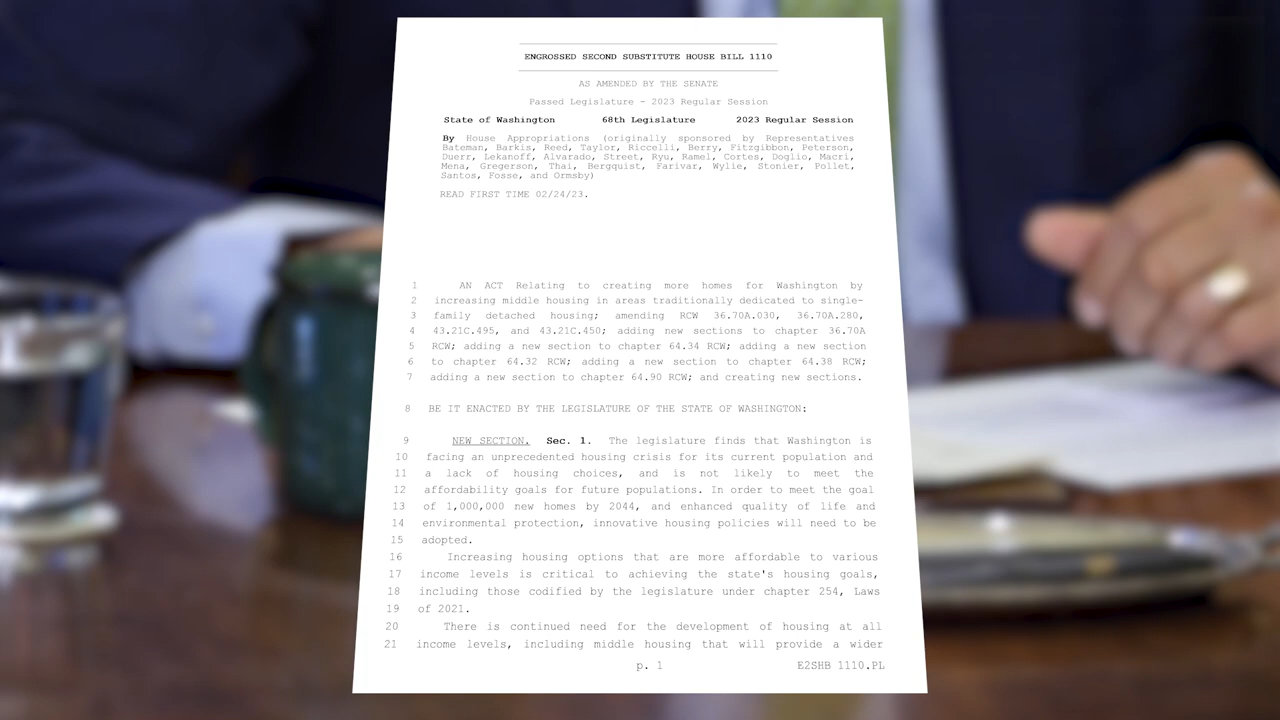 ENGROSSED SECOND SUBSTITUTE HOUSE BILL 1110
AS AMENDED BY THE SENATE
Passed Legislature - 2023 Regular Session
State of Washington 68th Legislature 2023 Regular Session
By House Appropriations (originally sponsored by Representatives
Bateman, Barkis, Reed, Taylor, Riccelli, Berry, Fitzgibbon, Peterson,
Duerr, Lekanoff, Alvarado, Street, Ryu, Ramel, Cortes, Doglio, Macri,
Mena, Gregerson, Thai, Bergquist, Farivar, Wylie, Stonier, Pollet,
Santos, Fosse, and Ormsby)
READ FIRST TIME 02/24/23.
1 AN ACT Relating to creating more homes for Washington by
2 increasing middle housing in areas traditionally dedicated to single-
3 family detached housing; amending RCW 36.70A.030, 36.70A.280,
4 43.21C.495, and 43.21C.450; adding new sections to chapter 36.70A
5 RCW; adding a new section to chapter 64.34 RCW; adding a new section
6 to chapter 64.32 RCW; adding a new section to chapter 64.38 RCW;
7 adding a new section to chapter 64.90 RCW; and creating new sections.
8 BE IT ENACTED BY THE LEGISLATURE OF THE STATE OF WASHINGTON:
9 NEW SECTION. Sec. 1. The legislature finds that Washington is
10 facing an unprecedented housing crisis for its current population and
11 a lack of housing choices, and is not likely to meet the
12 affordability goals for future populations. In order to meet the goal
13 of 1,000,000 new homes by 2044, and enhanced quality of life and
14 environmental protection, innovative housing policies will need to be
15 adopted.
16 Increasing housing options that are more affordable to various
17 income levels is critical to achieving the state's housing goals,
18 including those codified by the legislature under chapter 254, Laws
19 of 2021.
20 There is continued need for the development of housing at all
21 income levels, including middle housing that will provide a wider
p. 1 E2SHB 1110.PL